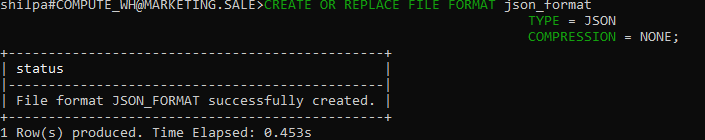 shilpa#COMPUTE_WH@MARKETING.SALE>CREATE OR REPLACE FILE FORMAT json_format
TYPE = JSON
COMPRESSION = NONE;
+-----------------------------------------------+
| status                                        |
|-----------------------------------------------|
| File format JSON_FORMAT successfully created. |
+-----------------------------------------------+
1 Row(s) produced. Time Elapsed: 0.453s